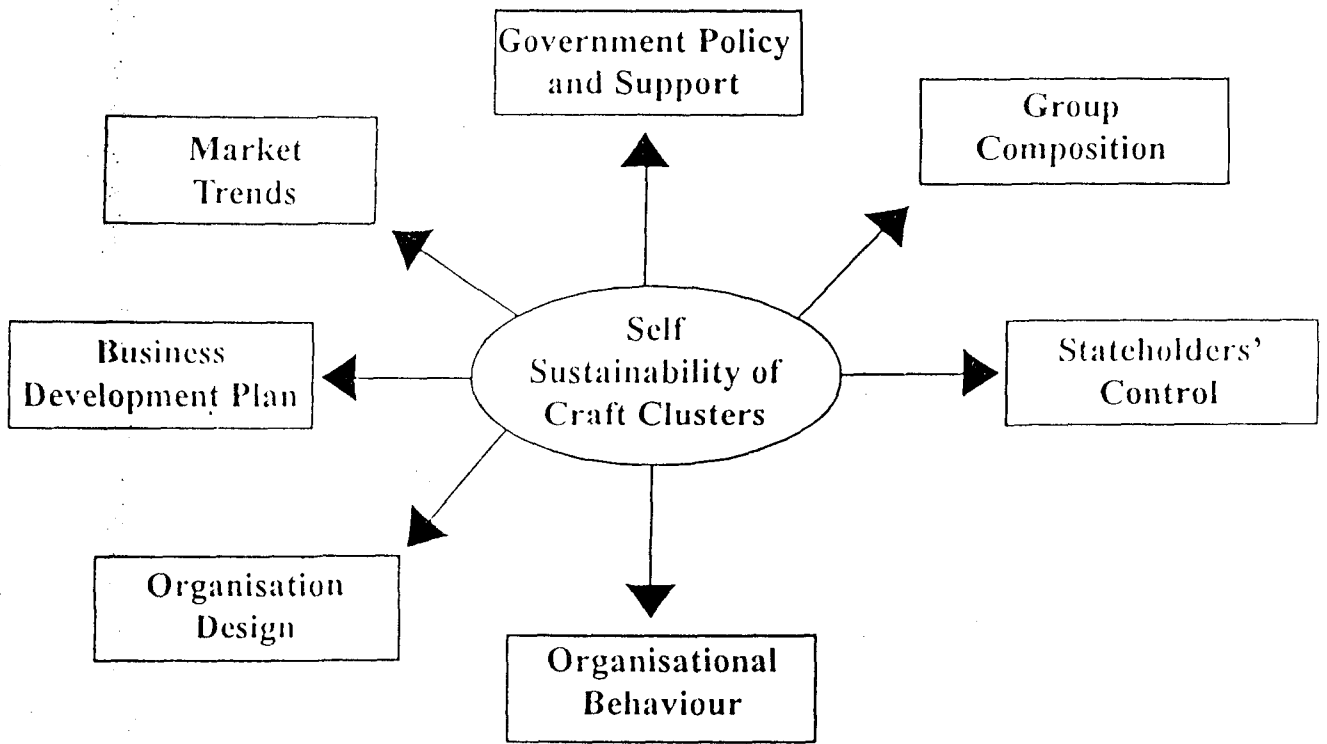 Government Policy
and Support
Group
Composition
Market
Trends
Self
Sustainability of
Craft Clusters
Stateholders'
Control
Business
Development Plan
Organisation
Design
Organisational
Behaviour